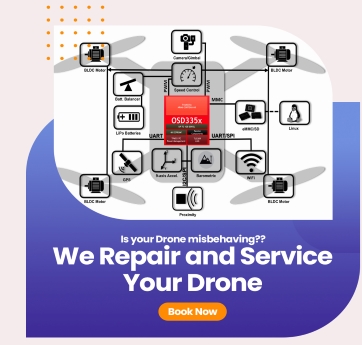 Camera/Gimbal
BLDC Motor
BLDC Motor
PWM
Speed Control
PWM
Batt. Balancer
MMC
OSD335x
LiPo Batteries
eMMC/SD
Linux
UART
UART/SPI
GPS
9-axis Accel.
Barometric
WiFi
BLDC Motor
BLDC Motor
Proximity
Is your Drone misbehaving??
We Repair and Service
Your Drone
Book Now